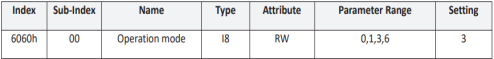 Index Sub-Index Name Type Attribute Parameter Range Setting
6060h 00 Operation mode I8 RW 0,1,3,6 3